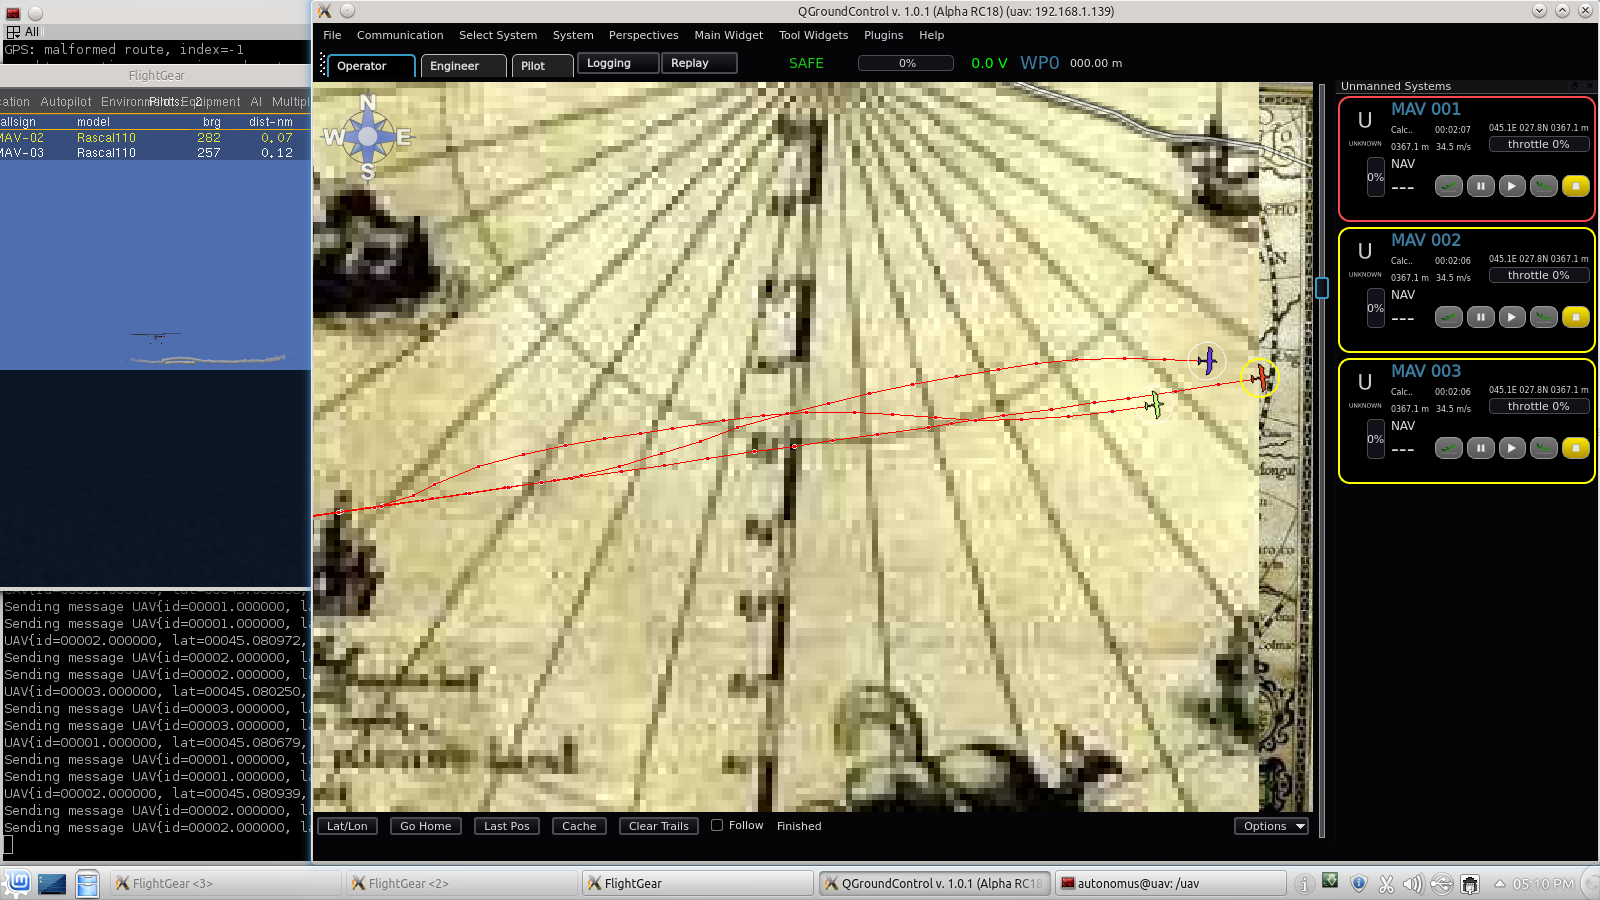 All
GPS: malformed route, index=-1
FlightGear
cation Autopilot Environment Equipment AI Multipl
Pilots: 2
allsign model brg dist-nm
MAV-02 Rascal110 282 0.07
MAV-03 Rascal110 257 0.12
Sending message UAV{id=00001.000000, l
Sending message UAV{id=00001.000000, l
UAV{id=00002.000000, lat=00045.080972,
Sending message UAV{id=00002.000000, l
Sending message UAV{id=00002.000000, l
UAV{id=00003.000000, lat=00045.080250,
Sending message UAV{id=00003.000000, l
Sending message UAV{id=00003.000000, l
UAV{id=00001.000000, lat=00045.080679,
Sending message UAV{id=00001.000000, l
Sending message UAV{id=00001.000000, l
UAV{id=00002.000000, lat=00045.080939,
Sending message UAV{id=00002.000000, l
Sending message UAV{id=00002.000000, l
QGroundControl v. 1.0.1 (Alpha RC18) (uav: 192.168.1.139)
File Communication Select System System Perspectives Main Widget Tool Widgets Plugins Help
Operator Engineer Pilot Logging Replay SAFE 0% 0.0 V WP0 000.00 m
N
W E
S
Unmanned Systems
MAV 001
U
UNKNOWN
Calc.. 00:02:07 045.1E 027.8N 0367.1 m
0367.1 m 34.5 m/s throttle 0%
NAV
0%
---
MAV 002
U
UNKNOWN
Calc.. 00:02:06 045.1E 027.8N 0367.1 m
0367.1 m 34.5 m/s throttle 0%
NAV
0%
---
MAV 003
U
UNKNOWN
Calc.. 00:02:06 045.1E 027.8N 0367.1 m
0367.1 m 34.5 m/s throttle 0%
NAV
0%
---
Lat/Lon Go Home Last Pos Cache Clear Trails Follow Finished Options
FlightGear <3> FlightGear <2> FlightGear QGroundControl v. 1.0.1 (Alpha RC18 autonomus@uav: /uav 05:10 PM